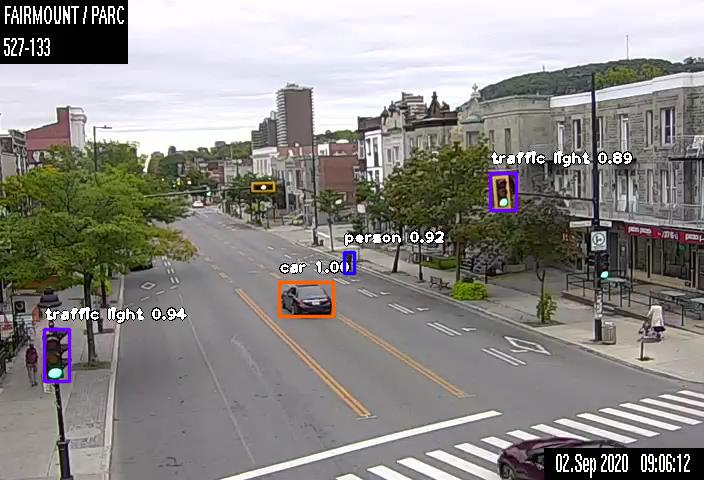 FAIRMOUNT / PARC
527-133
traffic light 0.89
person 0.92
car 1.00
traffic light 0.94
02.Sep 2020 09:06:12